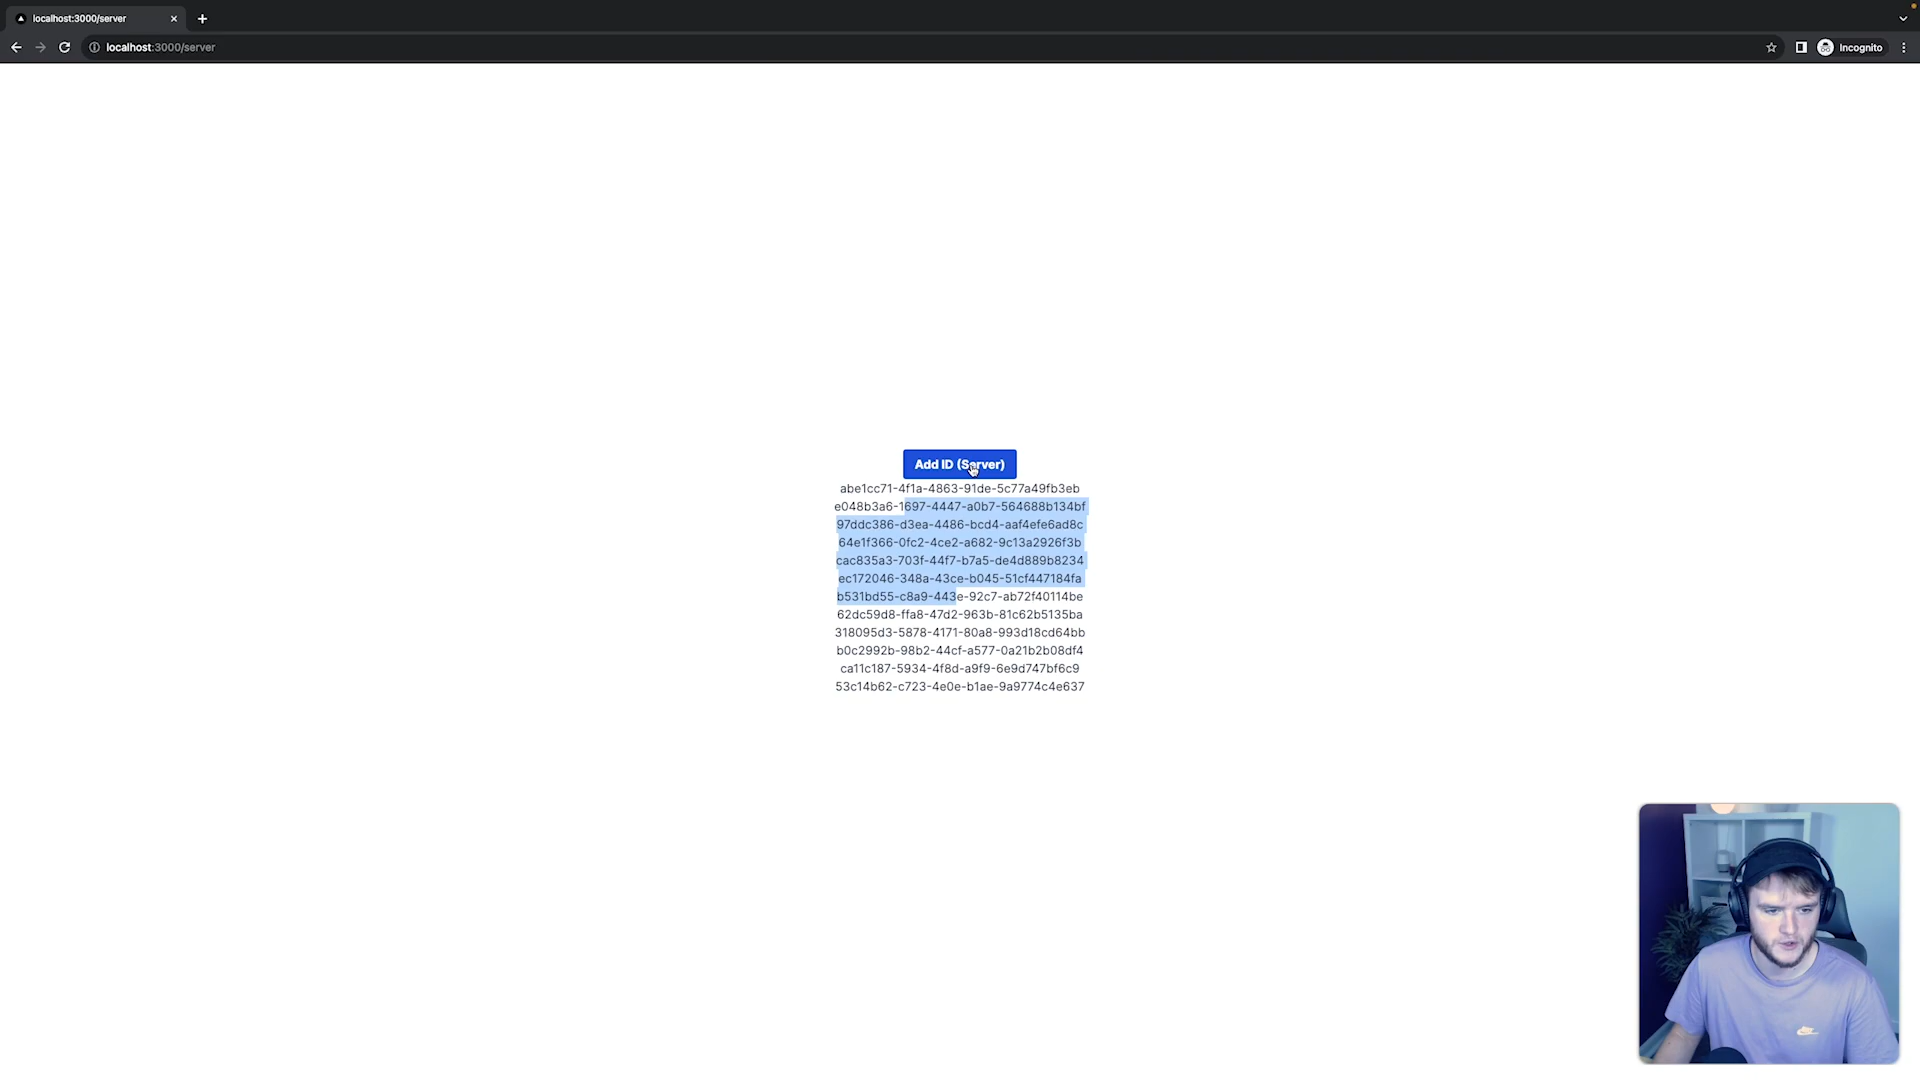 localhost:3000/server
localhost:3000/server
Incognito
Add ID (Server)
abe1cc71-4f1a-4863-91de-5c77a49fb3eb
e048b3a6-1697-4447-a0b7-564688b134bf
97ddc386-d3ea-4486-bcd4-aaf4efe6ad8c
64e1f366-0fc2-4ce2-a682-9c13a2926f3b
cac835a3-703f-44f7-b7a5-de4d889b8234
ec172046-348a-43ce-b045-51cf447184fa
b531bd55-c8a9-443e-92c7-ab72f40114be
62dc59d8-ffa8-47d2-963b-81c62b5135ba
318095d3-5878-4171-80a8-993d18cd64bb
b0c2992b-98b2-44cf-a577-0a21b2b08df4
ca11c187-5934-4f8d-a9f9-6e9d747bf6c9
53c14b62-c723-4e0e-b1ae-9a9774c4e637